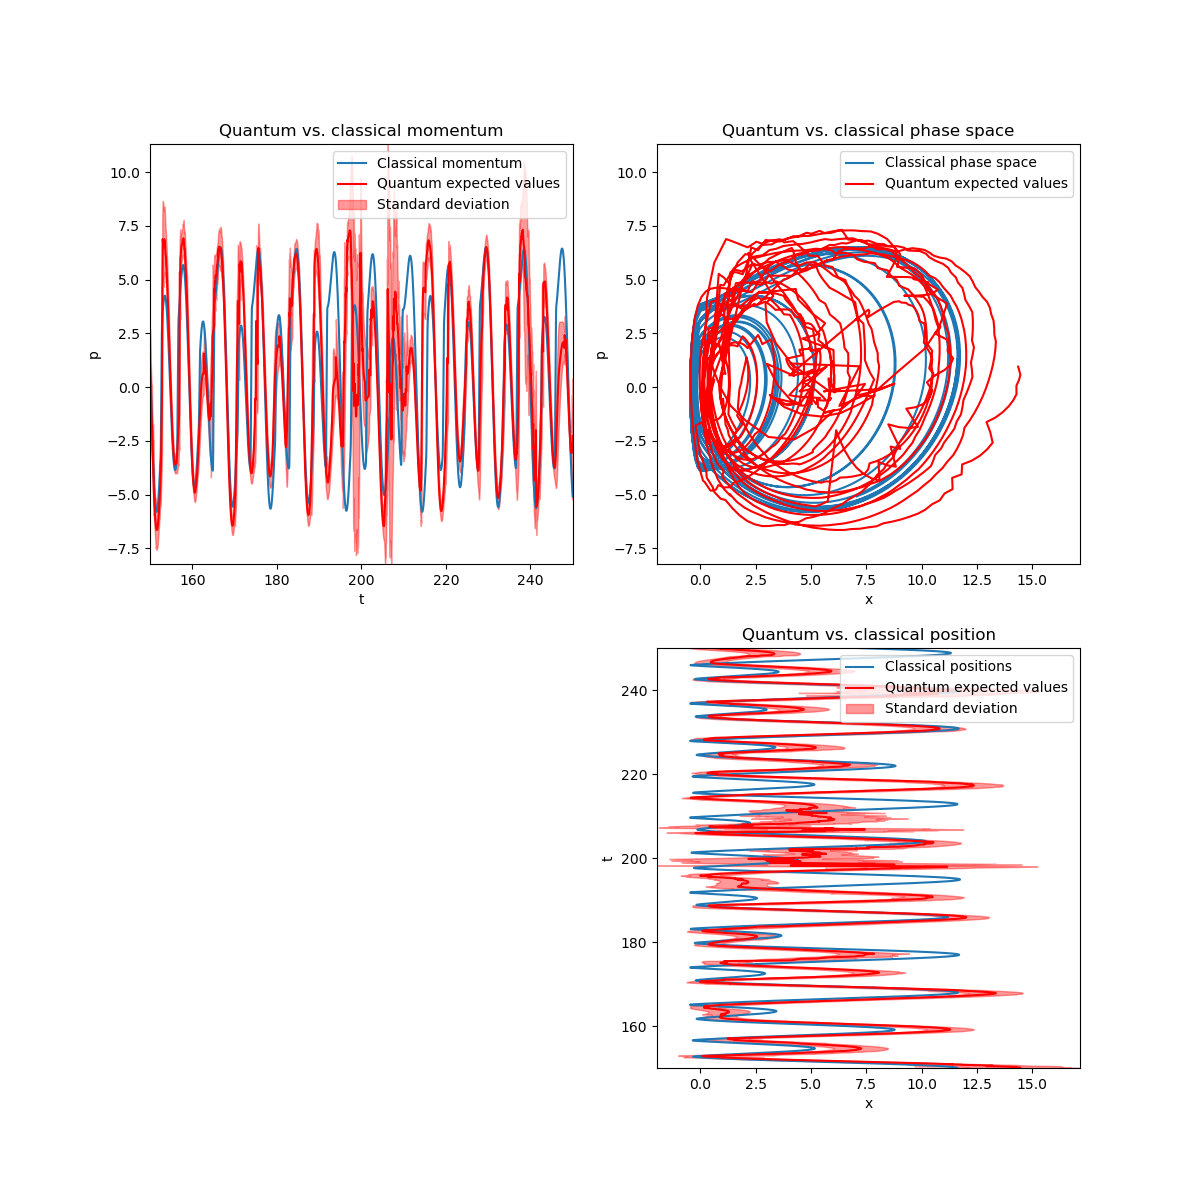 Quantum vs. classical momentum
10.0
7.5
5.0
2.5
0.0
−2.5
−5.0
−7.5
p
Classical momentum
Quantum expected values
Standard deviation
160 180 200 220 240
t
Quantum vs. classical phase space
10.0
7.5
5.0
2.5
0.0
−2.5
−5.0
−7.5
p
Classical phase space
Quantum expected values
0.0 2.5 5.0 7.5 10.0 12.5 15.0
x
Quantum vs. classical position
240
220
200
180
160
t
Classical positions
Quantum expected values
Standard deviation
0.0 2.5 5.0 7.5 10.0 12.5 15.0
x